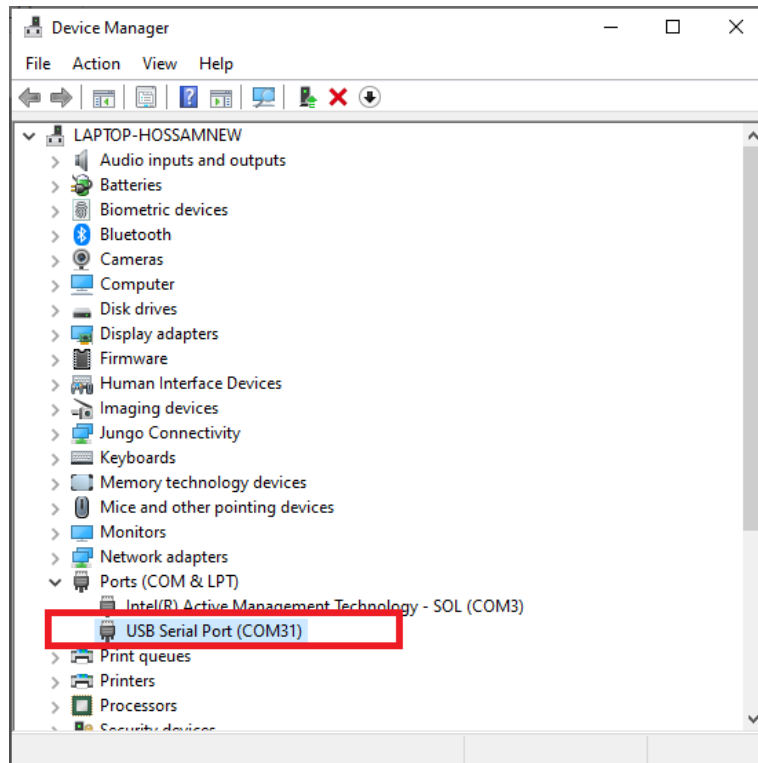 Device Manager
File Action View Help
LAPTOP-HOSSAMNEW
Audio inputs and outputs
Batteries
Biometric devices
Bluetooth
Cameras
Computer
Disk drives
Display adapters
Firmware
Human Interface Devices
Imaging devices
Jungo Connectivity
Keyboards
Memory technology devices
Mice and other pointing devices
Monitors
Network adapters
Ports (COM & LPT)
Intel(R) Active Management Technology - SOL (COM3)
USB Serial Port (COM31)
Print queues
Printers
Processors
Security devices